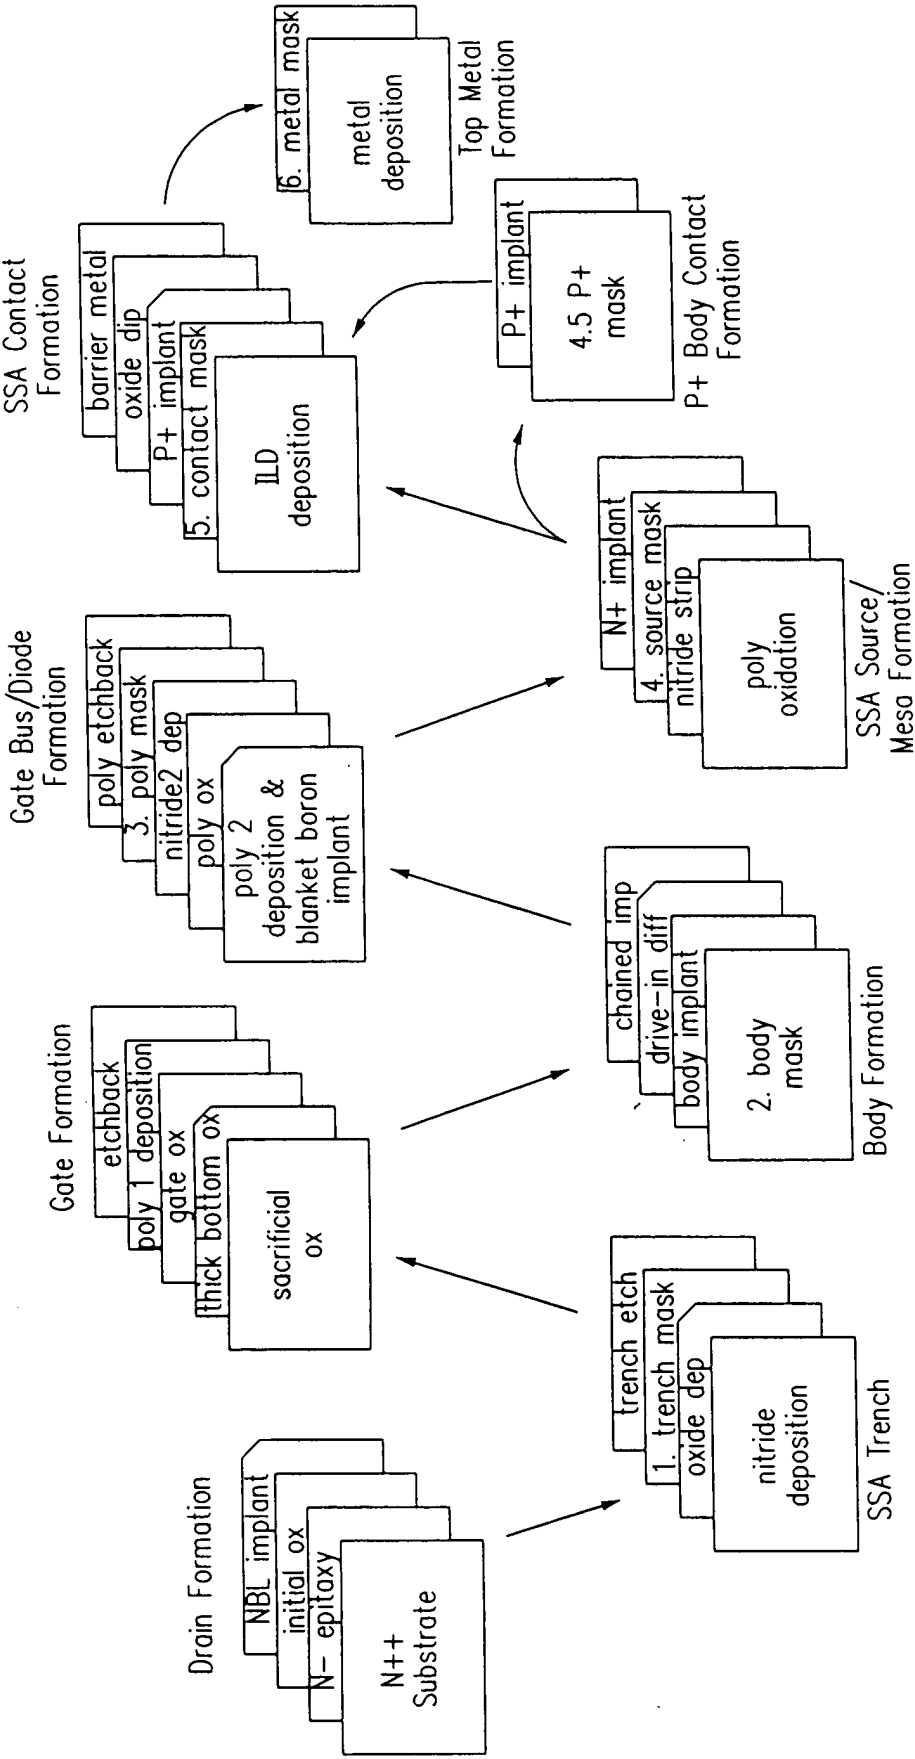 Drain Formation
NBL implant
initial ox
N- epitaxy
N++
Substrate
SSA Trench
trench etch
1. trench mask
oxide dep
nitride
deposition
Gate Formation
etchback
poly 1 deposition
gate ox
thick bottom ox
sacrificial
ox
Body Formation
chained imp
drive-in diff
body implant
2. body
mask
Gate Bus/Diode
Formation
poly etchback
3. poly mask
nitride2 dep
poly ox
poly 2
deposition &
blanket boron
implant
SSA Source/
Mesa Formation
N+ implant
4. source mask
nitride strip
poly
oxidation
SSA Contact
Formation
barrier metal
oxide dip
P+ implant
5. contact mask
ILD
deposition
P+ Body Contact
Formation
P+ implant
4.5 P+
mask
Top Metal
Formation
6. metal mask
metal
deposition